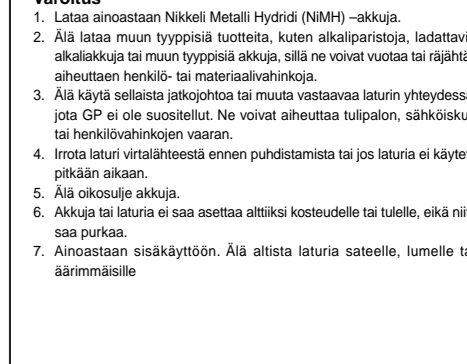 Varoitus
1. Lataa ainoastaan Nikkeli Metalli Hydridi (NiMH) –akkuja.
2. Älä lataa muun tyyppisiä tuotteita, kuten alkaliparistoja, ladattavi
alkaliakkuja tai muun tyyppisiä akkuja, sillä ne voivat vuotaa tai räjähtä
aiheuttaen henkilö- tai materiaalivahinkoja.
3. Älä käytä sellaista jatkojohtoa tai muuta vastaavaa laturin yhteydessä
jota GP ei ole suositellut. Ne voivat aiheuttaa tulipalon, sähköisku
tai henkilövahinkojen vaaran.
4. Irrota laturi virtalähteestä ennen puhdistamista tai jos laturia ei käytet
pitkään aikaan.
5. Älä oikosulje akkuja.
6. Akkuja tai laturia ei saa asettaa alttiiksi kosteudelle tai tulelle, eikä niit
saa purkaa.
7. Ainoastaan sisäkäyttöön. Älä altista laturia sateelle, lumelle ta
äärimmäisille